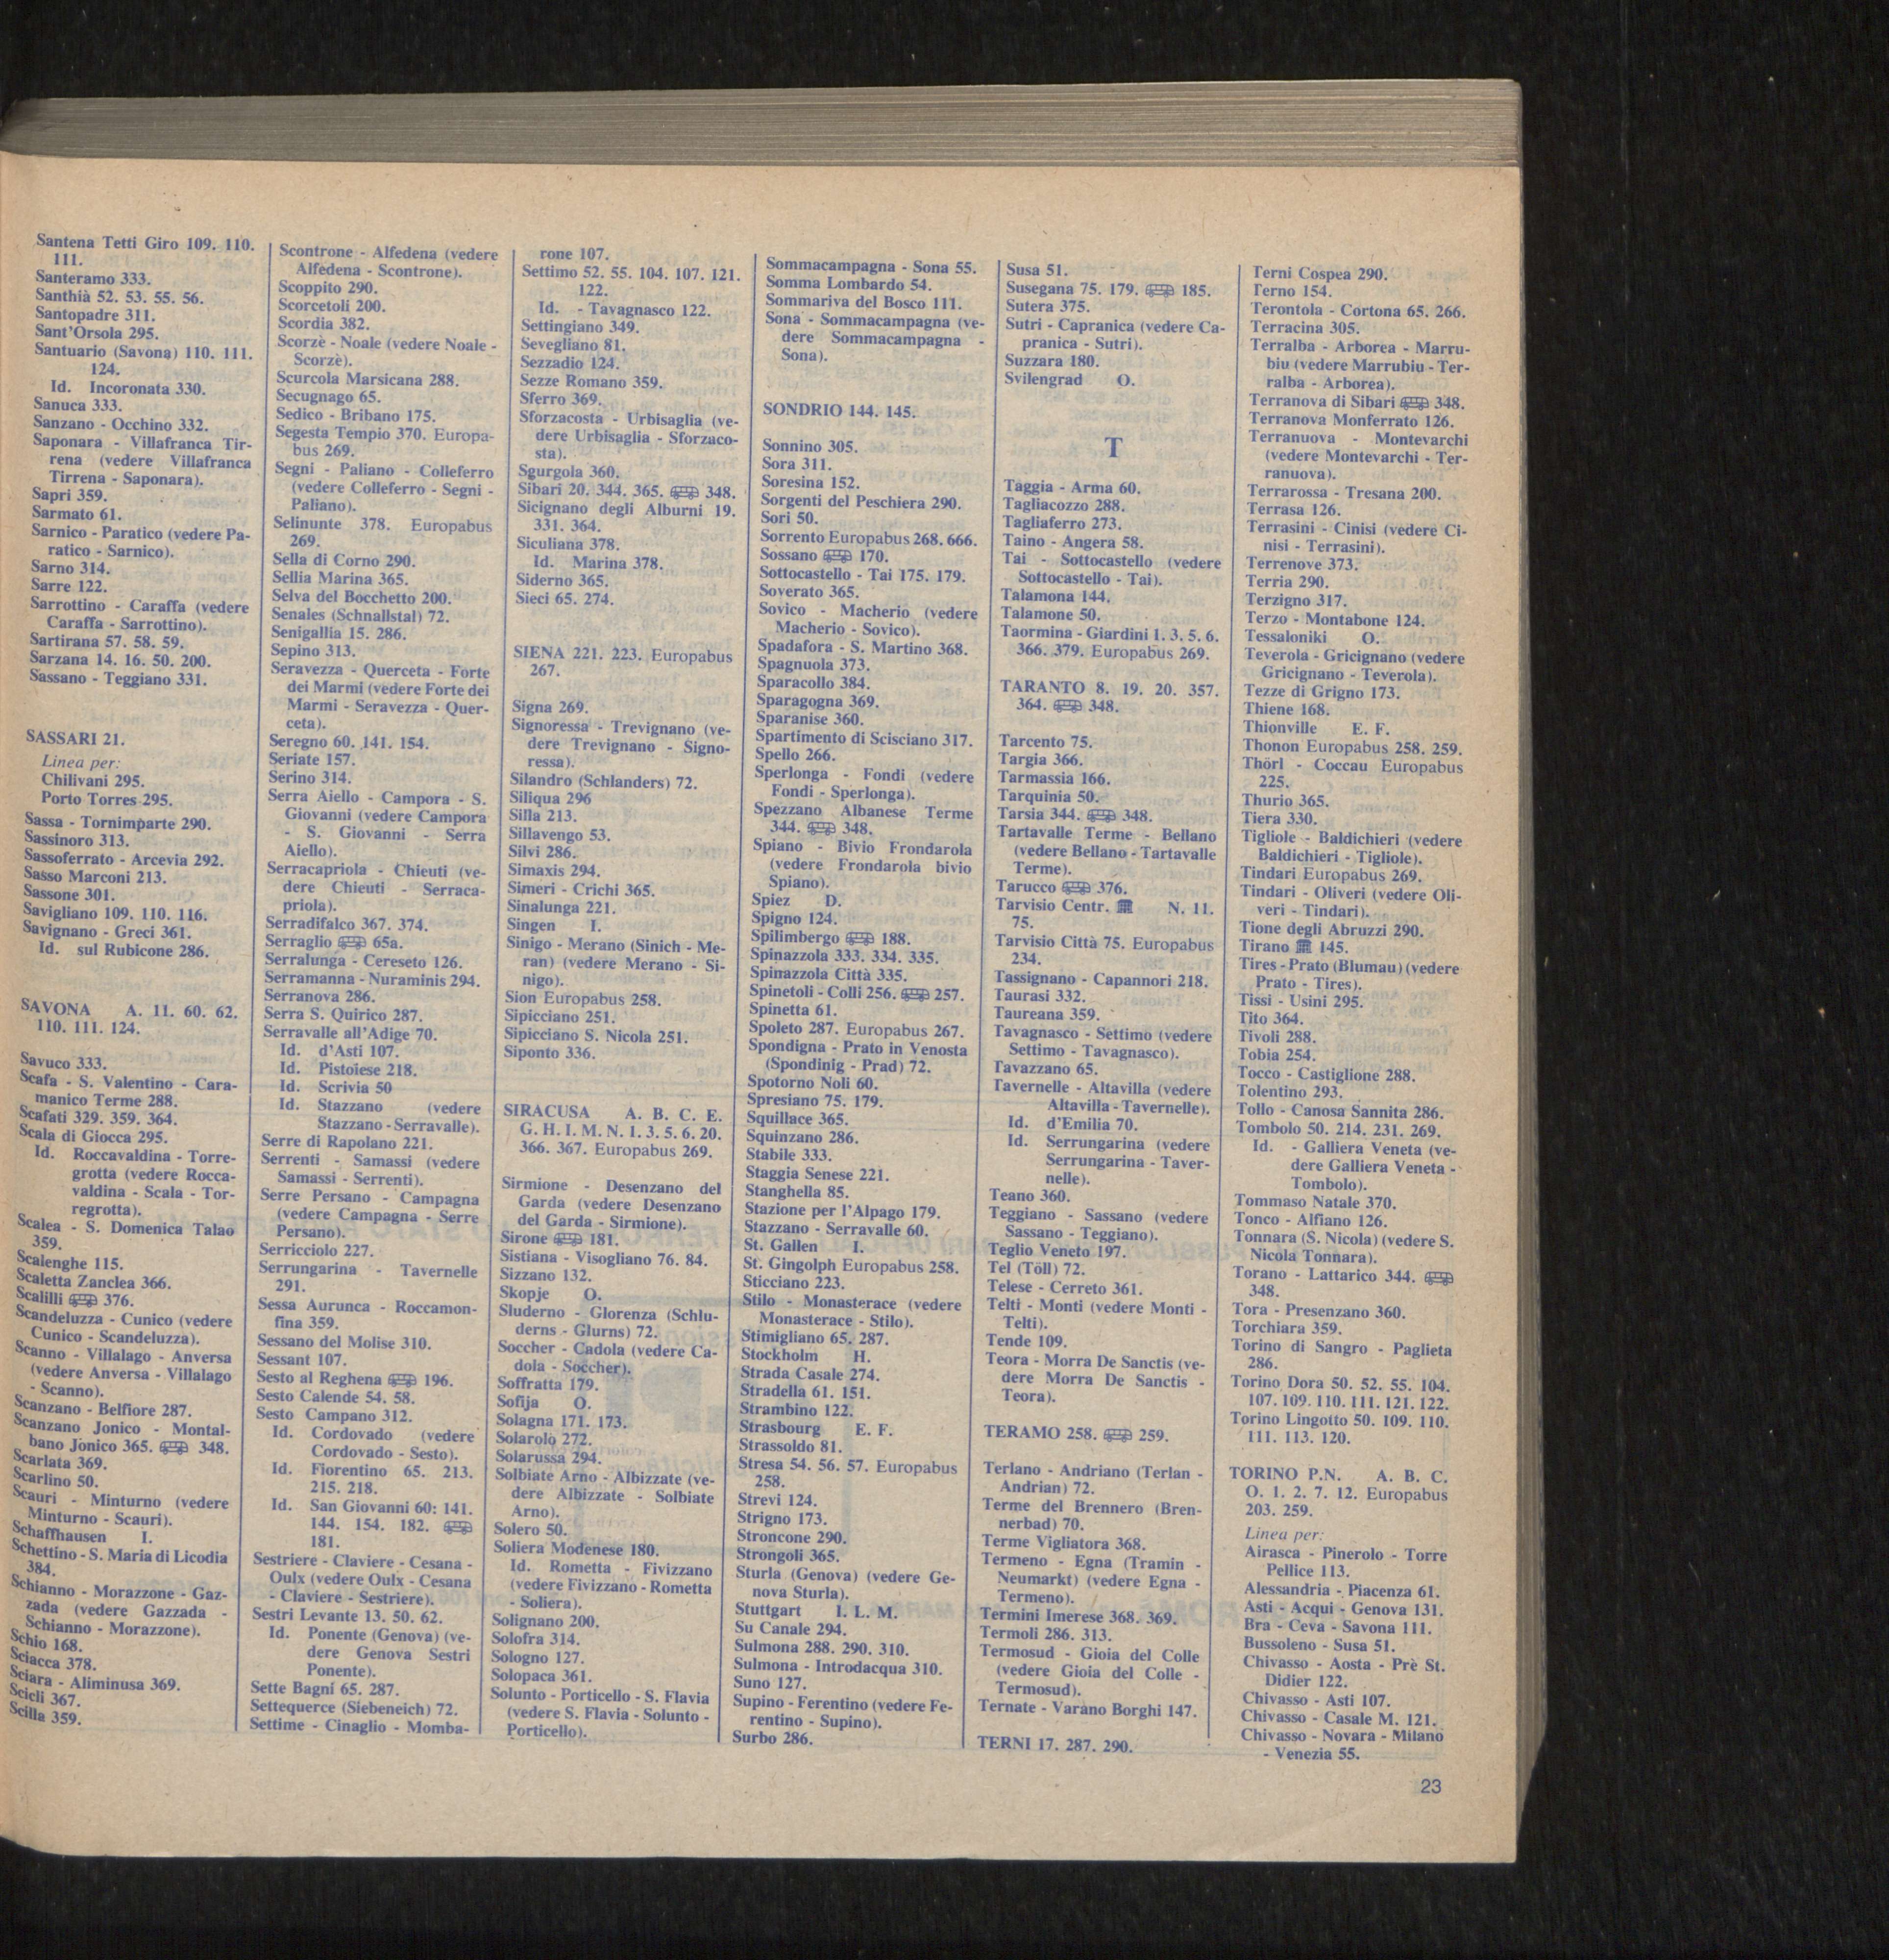 Santena Tetti Giro 109. 110.
111.
Santeramo 333.
Santhià 52. 53. 55. 56.
Santopadre 311.
Sant'Orsola 295.
Santuario (Savona) 110. 111.
124.
Id. Incoronata 330.
Sanuca 333.
Sanzano - Occhino 332.
Saponara - Villafranca Tir-
rena (vedere Villafranca
Tirrena - Saponara).
Sapri 359.
Sarmato 61.
Sarnico - Paratico (vedere Pa-
ratico - Sarnico).
Sarno 314.
Sarre 122.
Sarrottino - Caraffa (vedere
Caraffa - Sarrottino).
Sartirana 57. 58. 59.
Sarzana 14. 16. 50. 200.
Sassano - Teggiano 331.
SASSARI 21.
Linea per:
Chilivani 295.
Porto Torres 295.
Sassa - Tornimparte 290.
Sassinoro 313.
Sassoferrato - Arcevia 292.
Sasso Marconi 213.
Sassone 301.
Savigliano 109. 110. 116.
Savignano - Greci 361.
Id. sul Rubicone 286.
SAVONA A. 11. 60. 62.
110. 111. 124.
Savuco 333.
Scafa - S. Valentino - Cara-
manico Terme 288.
Scafati 329. 359. 364.
Scala di Giocca 295.
Id. Roccavaldina - Torre-
grotta (vedere Rocca-
valdina - Scala - Tor-
regrotta).
Scalea - S. Domenica Talao
359.
Scalenghe 115.
Scaletta Zanclea 366.
Scalilli 376.
Scandeluzza - Cunico (vedere
Cunico - Scandeluzza).
Scanno - Villalago - Anversa
(vedere Anversa - Villalago
- Scanno).
Scanzano - Belfiore 287.
Scanzano Jonico - Montal-
bano Jonico 365. 348.
Scarlata 369.
Scarlino 50.
Scauri - Minturno (vedere
Minturno - Scauri).
Schaffhausen I.
Schettino - S. Maria di Licodia
384.
Schianno - Morazzone - Gaz-
zada (vedere Gazzada -
Schianno - Morazzone).
Schio 168.
Sciacca 378.
Sciara - Aliminusa 369.
Scicli 367.
Scilla 359.
Scontrone - Alfedena (vedere
Alfedena - Scontrone).
Scoppito 290.
Scorcetoli 200.
Scordia 382.
Scorzè - Noale (vedere Noale -
Scorzè).
Scurcola Marsicana 288.
Secugnago 65.
Sedico - Bribano 175.
Segesta Tempio 370. Europa-
bus 269.
Segni - Paliano - Colleferro
(vedere Colleferro - Segni -
Paliano).
Selinunte 378. Europabus
269.
Sella di Corno 290.
Sellia Marina 365.
Selva del Bocchetto 200.
Senales (Schnallstal) 72.
Senigallia 15. 286.
Sepino 313.
Seravezza - Querceta - Forte
dei Marmi (vedere Forte dei
Marmi - Seravezza - Quer-
ceta).
Seregno 60. 141. 154.
Seriate 157.
Serino 314.
Serra Aiello - Campora - S.
Giovanni (vedere Campora
- S. Giovanni - Serra
Aiello).
Serracapriola - Chieuti (ve-
dere Chieuti - Serraca-
priola).
Serradifalco 367. 374.
Serraglio 65a.
Serralunga - Cereseto 126.
Serramanna - Nuraminis 294.
Serranova 286.
Serra S. Quirico 287.
Serravalle all'Adige 70.
Id. d'Asti 107.
Id. Pistoiese 218.
Id. Scrivia 50
Id. Stazzano (vedere
Stazzano - Serravalle).
Serre di Rapolano 221.
Serrenti - Samassi (vedere
Samassi - Serrenti).
Serre Persano - Campagna
(vedere Campagna - Serre
Persano).
Serricciolo 227.
Serrungarina - Tavernelle
291.
Sessa Aurunca - Roccamon-
fina 359.
Sessano del Molise 310.
Sessant 107.
Sesto al Reghena 196.
Sesto Calende 54. 58.
Sesto Campano 312.
Id. Cordovado (vedere
Cordovado - Sesto).
Id. Fiorentino 65. 213.
215. 218.
Id. San Giovanni 60: 141.
144. 154. 182.
181.
Sestriere - Claviere - Cesana -
Oulx (vedere Oulx - Cesana
- Claviere - Sestriere).
Sestri Levante 13. 50. 62.
Id. Ponente (Genova) (ve-
dere Genova Sestri
Ponente).
Sette Bagni 65. 287.
Settequerce (Siebeneich) 72.
Settime - Cinaglio - Momba-
rone 107.
Settimo 52. 55. 104. 107. 121.
122.
Id. - Tavagnasco 122.
Settingiano 349.
Sevegliano 81.
Sezzadio 124.
Sezze Romano 359.
Sferro 369.
Sforzacosta - Urbisaglia (ve-
dere Urbisaglia - Sforzaco-
sta).
Sgurgola 360.
Sibari 20. 344. 365. 348.
Sicignano degli Alburni 19.
331. 364.
Siculiana 378.
Id. Marina 378.
Siderno 365.
Sieci 65. 274.
SIENA 221. 223. Europabus
267.
Signa 269.
Signoressa - Trevignano (ve-
dere Trevignano - Signo-
ressa).
Silandro (Schlanders) 72.
Siliqua 296
Silla 213.
Sillavengo 53.
Silvi 286.
Simaxis 294.
Simeri - Crichi 365.
Sinalunga 221.
Singen I.
Sinigo - Merano (Sinich - Me-
ran) (vedere Merano - Si-
nigo).
Sion Europabus 258.
Sipicciano 251.
Sipicciano S. Nicola 251.
Siponto 336.
SIRACUSA A. B. C. E.
G. H. I. M. N. 1. 3. 5. 6. 20.
366. 367. Europabus 269.
Sirmione - Desenzano del
Garda (vedere Desenzano
del Garda - Sirmione).
Sirone 181.
Sistiana - Visogliano 76. 84.
Sizzano 132.
Skopje O.
Sluderno - Glorenza (Schlu-
derns - Glurns) 72.
Soccher - Cadola (vedere Ca-
dola - Soccher).
Soffratta 179.
Sofija O.
Solagna 171. 173.
Solarolo 272.
Solarussa 294.
Solbiate Arno - Albizzate (ve-
dere Albizzate - Solbiate
Arno).
Solero 50.
Soliera Modenese 180.
Id. Rometta - Fivizzano
(vedere Fivizzano - Rometta
- Soliera).
Solignano 200.
Solofra 314.
Sologno 127.
Solopaca 361.
Solunto - Porticello - S. Flavia
(vedere S. Flavia - Solunto -
Porticello).
Sommacampagna - Sona 55.
Somma Lombardo 54.
Sommariva del Bosco 111.
Sona - Sommacampagna (ve-
dere Sommacampagna -
Sona).
SONDRIO 144. 145.
Sonnino 305.
Sora 311.
Soresina 152.
Sorgenti del Peschiera 290.
Sori 50.
Sorrento Europabus 268. 666.
Sossano 170.
Sottocastello - Tai 175. 179.
Soverato 365.
Sovico - Macherio (vedere
Macherio - Sovico).
Spadafora - S. Martino 368.
Spagnuola 373.
Sparacollo 384.
Sparagogna 369.
Sparanise 360.
Spartimento di Scisciano 317.
Spello 266.
Sperlonga - Fondi (vedere
Fondi - Sperlonga).
Spezzano Albanese Terme
344. 348.
Spiano - Bivio Frondarola
(vedere Frondarola bivio
Spiano).
Spiez D.
Spigno 124.
Spilimbergo 188.
Spinazzola 333. 334. 335.
Spinazzola Città 335.
Spinetoli - Colli 256. 257.
Spinetta 61.
Spoleto 287. Europabus 267.
Spondigna - Prato in Venosta
(Spondinig - Prad) 72.
Spotorno Noli 60.
Spresiano 75. 179.
Squillace 365.
Squinzano 286.
Stabile 333.
Staggia Senese 221.
Stanghella 85.
Stazione per l'Alpago 179.
Stazzano - Serravalle 60.
St. Gallen I.
St. Gingolph Europabus 258.
Sticciano 223.
Stilo - Monasterace (vedere
Monasterace - Stilo).
Stimigliano 65. 287.
Stockholm H.
Strada Casale 274.
Stradella 61. 151.
Strambino 122.
Strasbourg E. F.
Strassoldo 81.
Stresa 54. 56. 57. Europabus
258.
Strevi 124.
Strigno 173.
Stroncone 290.
Strongoli 365.
Sturla (Genova) (vedere Ge-
nova Sturla).
Stuttgart I. L. M.
Su Canale 294.
Sulmona 288. 290. 310.
Sulmona - Introdacqua 310.
Suno 127.
Supino - Ferentino (vedere Fe-
rentino - Supino).
Surbo 286.
Susa 51.
Susegana 75. 179. 185.
Sutera 375.
Sutri - Capranica (vedere Ca-
pranica - Sutri).
Suzzara 180.
Svilengrad O.
T
Taggia - Arma 60.
Tagliacozzo 288.
Tagliaferro 273.
Taino - Angera 58.
Tai - Sottocastello (vedere
Sottocastello - Tai).
Talamona 144.
Talamone 50.
Taormina - Giardini 1. 3. 5. 6.
366. 379. Europabus 269.
TARANTO 8. 19. 20. 357.
364. 348.
Tarcento 75.
Targia 366.
Tarmassia 166.
Tarquinia 50.
Tarsia 344. 348.
Tartavalle Terme - Bellano
(vedere Bellano - Tartavalle
Terme).
Tarucco 376.
Tarvisio Centr. N. 11.
75.
Tarvisio Città 75. Europabus
234.
Tassignano - Capannori 218.
Taurasi 332.
Taureana 359.
Tavagnasco - Settimo (vedere
Settimo - Tavagnasco).
Tavazzano 65.
Tavernelle - Altavilla (vedere
Altavilla - Tavernelle).
Id. d'Emilia 70.
Id. Serrungarina (vedere
Serrungarina - Taver-
nelle).
Teano 360.
Teggiano - Sassano (vedere
Sassano - Teggiano).
Teglio Veneto 197.
Tel (Töll) 72.
Telese - Cerreto 361.
Telti - Monti (vedere Monti -
Telti).
Tende 109.
Teora - Morra De Sanctis (ve-
dere Morra De Sanctis -
Teora).
TERAMO 258. 259.
Terlano - Andriano (Terlan -
Andrian) 72.
Terme del Brennero (Bren-
nerbad) 70.
Terme Vigliatora 368.
Termeno - Egna (Tramin -
Neumarkt) (vedere Egna -
Termeno).
Termini Imerese 368. 369.
Termoli 286. 313.
Termosud - Gioia del Colle
(vedere Gioia del Colle -
Termosud).
Ternate - Varano Borghi 147.
TERNI 17. 287. 290.
Terni Cospea 290.
Terno 154.
Terontola - Cortona 65. 266.
Terracina 305.
Terralba - Arborea - Marru-
biu (vedere Marrubiu - Ter-
ralba - Arborea).
Terranova di Sibari 348.
Terranova Monferrato 126.
Terranuova - Montevarchi
(vedere Montevarchi - Ter-
ranuova).
Terrarossa - Tresana 200.
Terrasa 126.
Terrasini - Cinisi (vedere Ci-
nisi - Terrasini).
Terrenove 373.
Terria 290.
Terzigno 317.
Terzo - Montabone 124.
Tessaloniki O.
Teverola - Gricignano (vedere
Gricignano - Teverola).
Tezze di Grigno 173.
Thiene 168.
Thionville E. F.
Thonon Europabus 258. 259.
Thörl - Coccau Europabus
225.
Thurio 365.
Tiera 330.
Tigliole - Baldichieri (vedere
Baldichieri - Tigliole).
Tindari Europabus 269.
Tindari - Oliveri (vedere Oli-
veri - Tindari).
Tione degli Abruzzi 290.
Tirano 145.
Tires - Prato (Blumau) (vedere
Prato - Tires).
Tissi - Usini 295.
Tito 364.
Tivoli 288.
Tobia 254.
Tocco - Castiglione 288.
Tolentino 293.
Tollo - Canosa Sannita 286.
Tombolo 50. 214. 231. 269.
Id. - Galliera Veneta (ve-
dere Galliera Veneta -
Tombolo).
Tommaso Natale 370.
Tonco - Alfiano 126.
Tonnara (S. Nicola) (vedere S.
Nicola Tonnara).
Torano - Lattarico 344.
348.
Tora - Presenzano 360.
Torchiara 359.
Torino di Sangro - Paglieta
286.
Torino Dora 50. 52. 55. 104.
107. 109. 110. 111. 121. 122.
Torino Lingotto 50. 109. 110.
111. 113. 120.
TORINO P.N. A. B. C.
O. 1. 2. 7. 12. Europabus
203. 259.
Linea per:
Airasca - Pinerolo - Torre
Pellice 113.
Alessandria - Piacenza 61.
Asti - Acqui - Genova 131.
Bra - Ceva - Savona 111.
Bussoleno - Susa 51.
Chivasso - Aosta - Prè St.
Didier 122.
Chivasso - Asti 107.
Chivasso - Casale M. 121.
Chivasso - Novara - Milano
- Venezia 55.
23